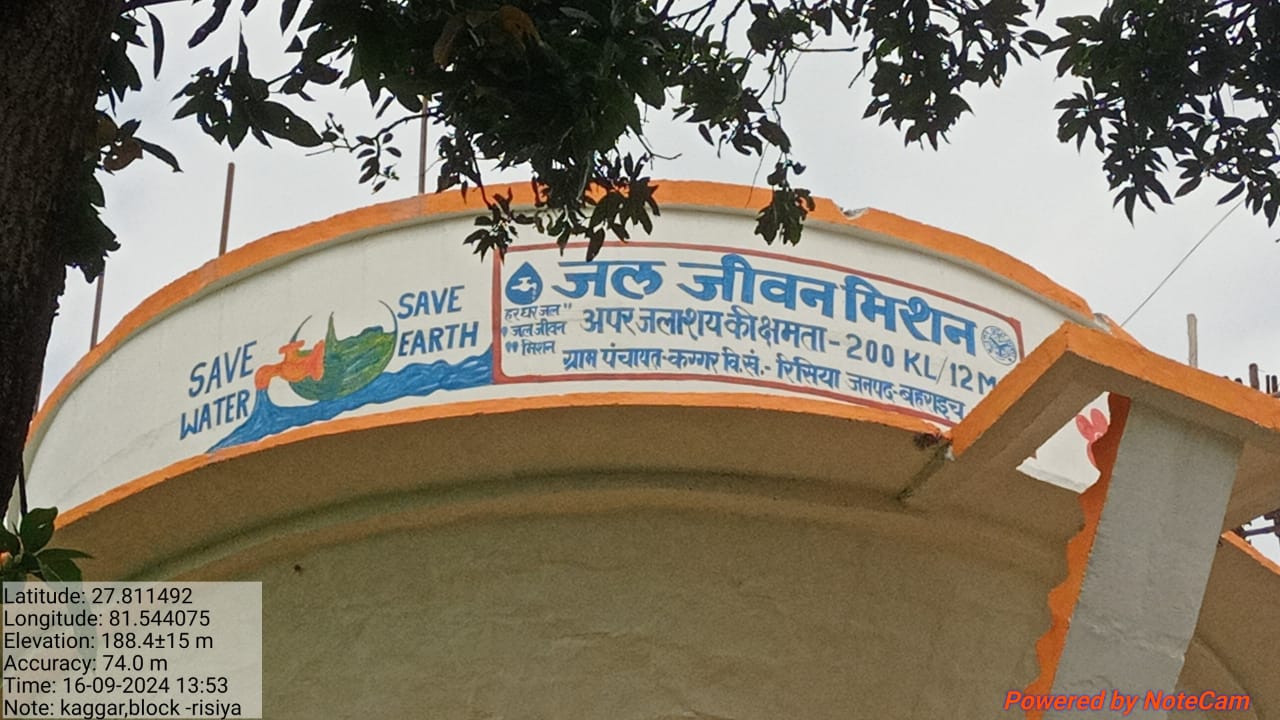 SAVE
WATER
SAVE
EARTH
जल जीवन मिशन
हर घर जल
जल जीवन
मिशन
अपर जलाशय की क्षमता - 200 KL/12 M
ग्राम पंचायत - कग्गर वि.खं. - रिसिया जनपद - बहराइच
Latitude: 27.811492
Longitude: 81.544075
Elevation: 188.4±15 m
Accuracy: 74.0 m
Time: 16-09-2024 13:53
Note: kaggar,block -risiya
Powered by NoteCam